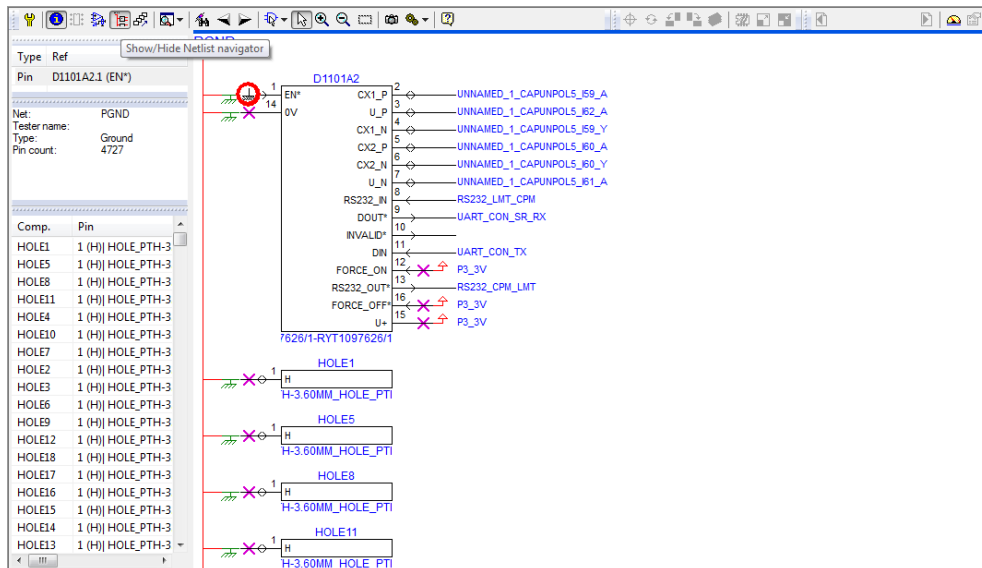 Show/Hide Netlist navigator
Type Ref
Pin D1101A2.1 (EN*)
Net: PGND
Tester name:
Type: Ground
Pin count: 4727
Comp. Pin
HOLE1 1 (H)| HOLE_PTH-3
HOLE5 1 (H)| HOLE_PTH-3
HOLE8 1 (H)| HOLE_PTH-3
HOLE11 1 (H)| HOLE_PTH-3
HOLE4 1 (H)| HOLE_PTH-3
HOLE10 1 (H)| HOLE_PTH-3
HOLE7 1 (H)| HOLE_PTH-3
HOLE2 1 (H)| HOLE_PTH-3
HOLE3 1 (H)| HOLE_PTH-3
HOLE6 1 (H)| HOLE_PTH-3
HOLE9 1 (H)| HOLE_PTH-3
HOLE12 1 (H)| HOLE_PTH-3
HOLE18 1 (H)| HOLE_PTH-3
HOLE17 1 (H)| HOLE_PTH-3
HOLE16 1 (H)| HOLE_PTH-3
HOLE15 1 (H)| HOLE_PTH-3
HOLE14 1 (H)| HOLE_PTH-3
HOLE13 1 (H)| HOLE_PTH-3
D1101A2
1 EN* CX1_P 2 UNNAMED_1_CAPUNPOL5_I59_A
14 0V U_P 3 UNNAMED_1_CAPUNPOL5_I62_A
CX1_N 4 UNNAMED_1_CAPUNPOL5_I59_Y
CX2_P 5 UNNAMED_1_CAPUNPOL5_I60_A
CX2_N 6 UNNAMED_1_CAPUNPOL5_I60_Y
U_N 7 UNNAMED_1_CAPUNPOL5_I61_A
RS232_IN 8 RS232_LMT_CPM
DOUT* 9 UART_CON_SR_RX
INVALID* 10
DIN 11 UART_CON_TX
FORCE_ON 12 P3_3V
RS232_OUT* 13 RS232_CPM_LMT
FORCE_OFF* 16 P3_3V
U+ 15 P3_3V
7626/1-RYT1097626/1
HOLE1
1 H
H-3.60MM_HOLE_PTI
HOLE5
1 H
H-3.60MM_HOLE_PTI
HOLE8
1 H
H-3.60MM_HOLE_PTI
HOLE11
1 H
H-3.60MM_HOLE_PTI